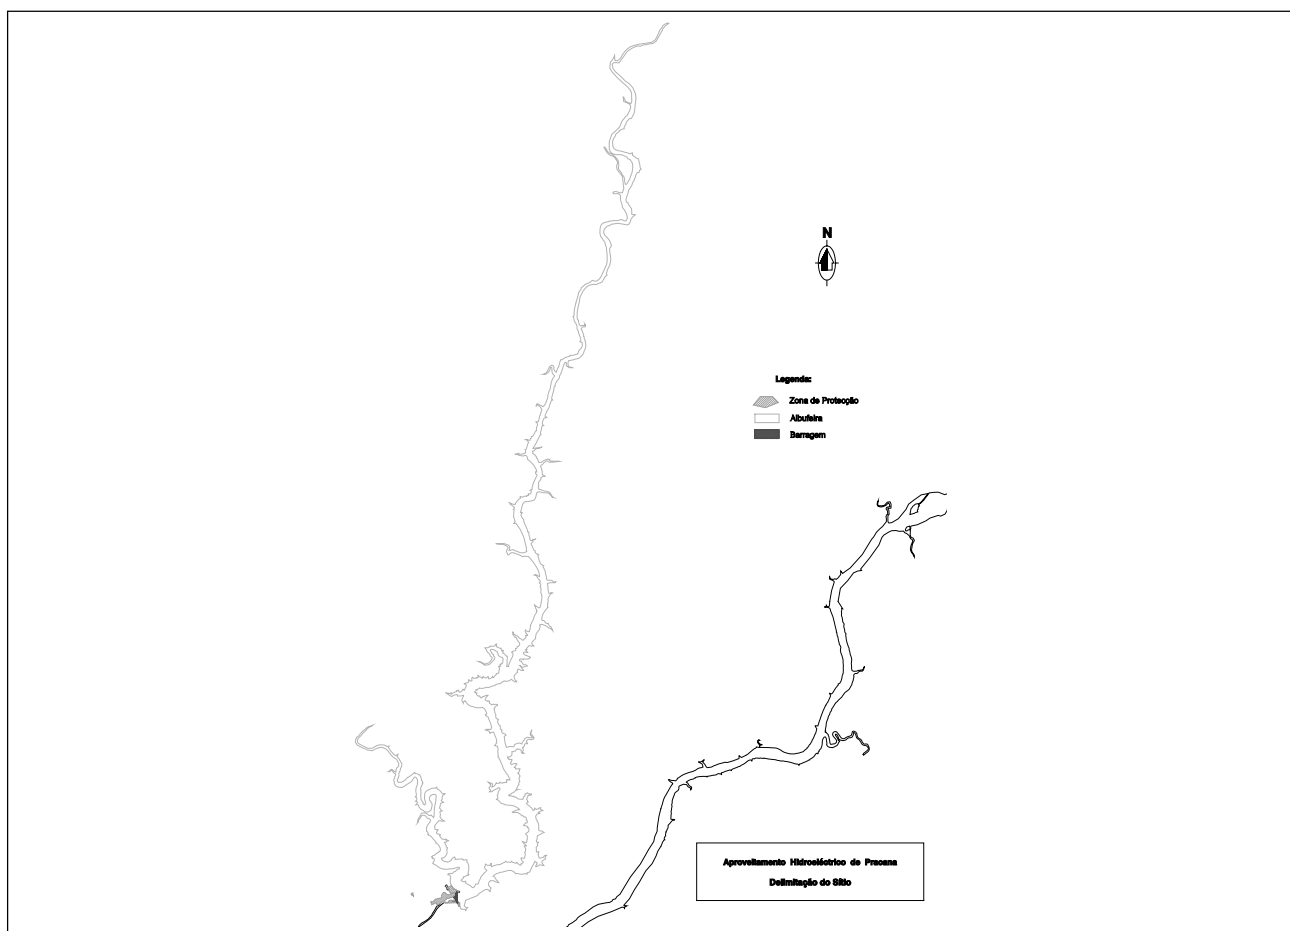 N
Legenda:
Zona de Protecção
Albufeira
Barragem
Aproveitamento Hidroeléctrico de Pracana
Delimitação do Sítio